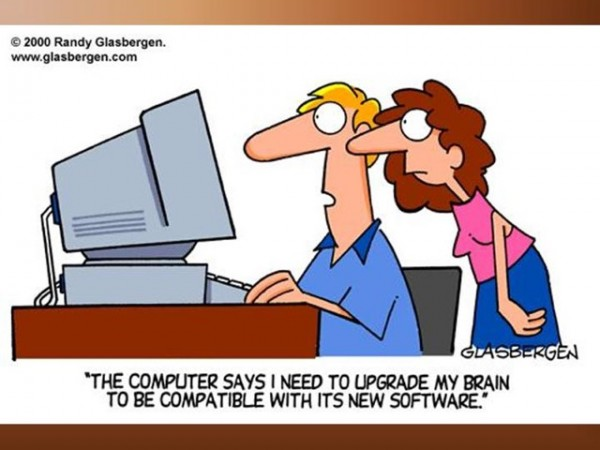 © 2000 Randy Glasbergen.
www.glasbergen.com
GLASBERGEN
"THE COMPUTER SAYS I NEED TO UPGRADE MY BRAIN
TO BE COMPATIBLE WITH ITS NEW SOFTWARE."